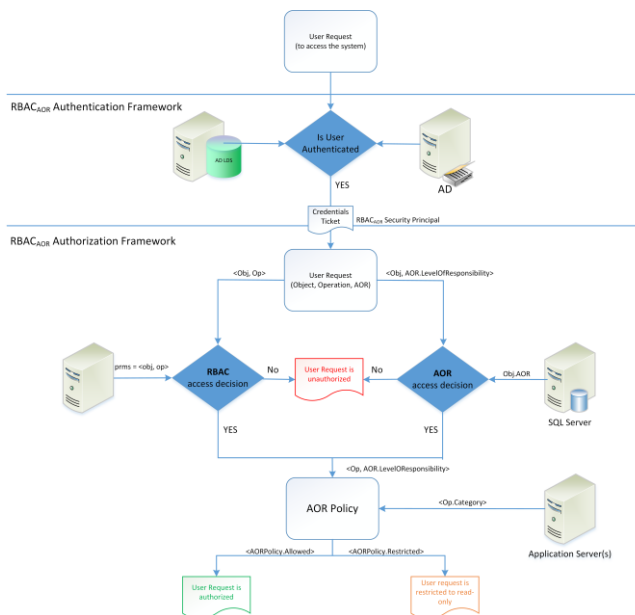 User Request
(to access the system)
RBACAOR Authentication Framework
Is User
Authenticated
AD LDS
AD
YES
Credentials
Ticket
RBACAOR Security Principal
RBACAOR Authorization Framework
<Obj, Op>
User Request
(Object, Operation, AOR)
<Obj, AOR.LevelOfResponsibility>
prms = <obj, op>
RBAC
access decision
No
User Request is
unauthorized
No
AOR
access decision
Obj.AOR
SQL Server
YES
YES
<Op, AOR.LevelOResponsibility>
AOR Policy
<Op.Category>
Application Server(s)
<AORPolicy.Allowed>
<AORPolicy.Restricted>
User Request is
authorized
User request is
restricted to read-
only